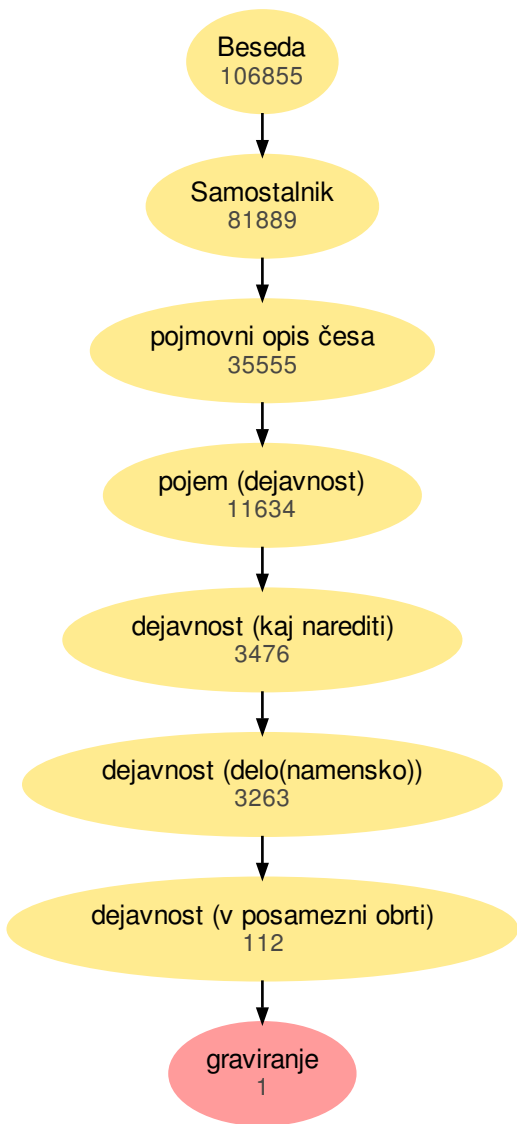 Beseda
106855
Samostalnik
81889
pojmovni opis česa
35555
pojem (dejavnost)
11634
dejavnost (kaj narediti)
3476
dejavnost (delo(namensko))
3263
dejavnost (v posamezni obrti)
112
graviranje
1